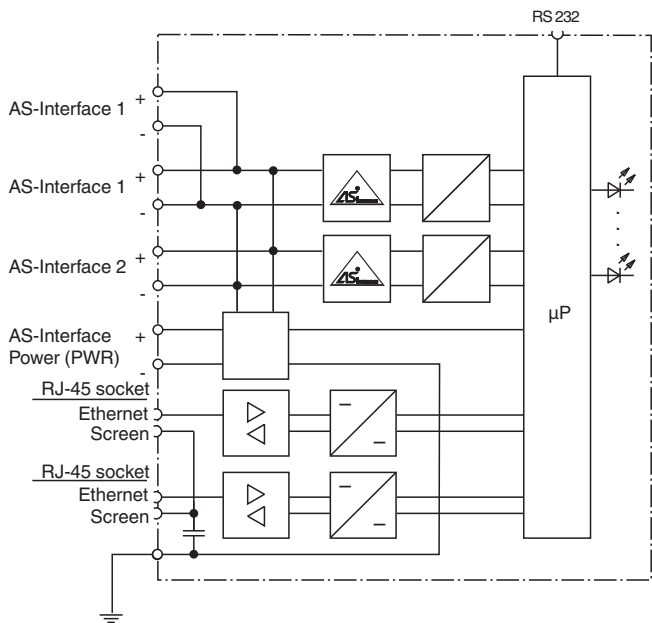 RS 232
AS-Interface 1
+
-
AS-Interface 1
+
-
AS-Interface 2
+
-
AS-Interface
Power (PWR)
+
-
RJ-45 socket
Ethernet
Screen
RJ-45 socket
Ethernet
Screen
µP